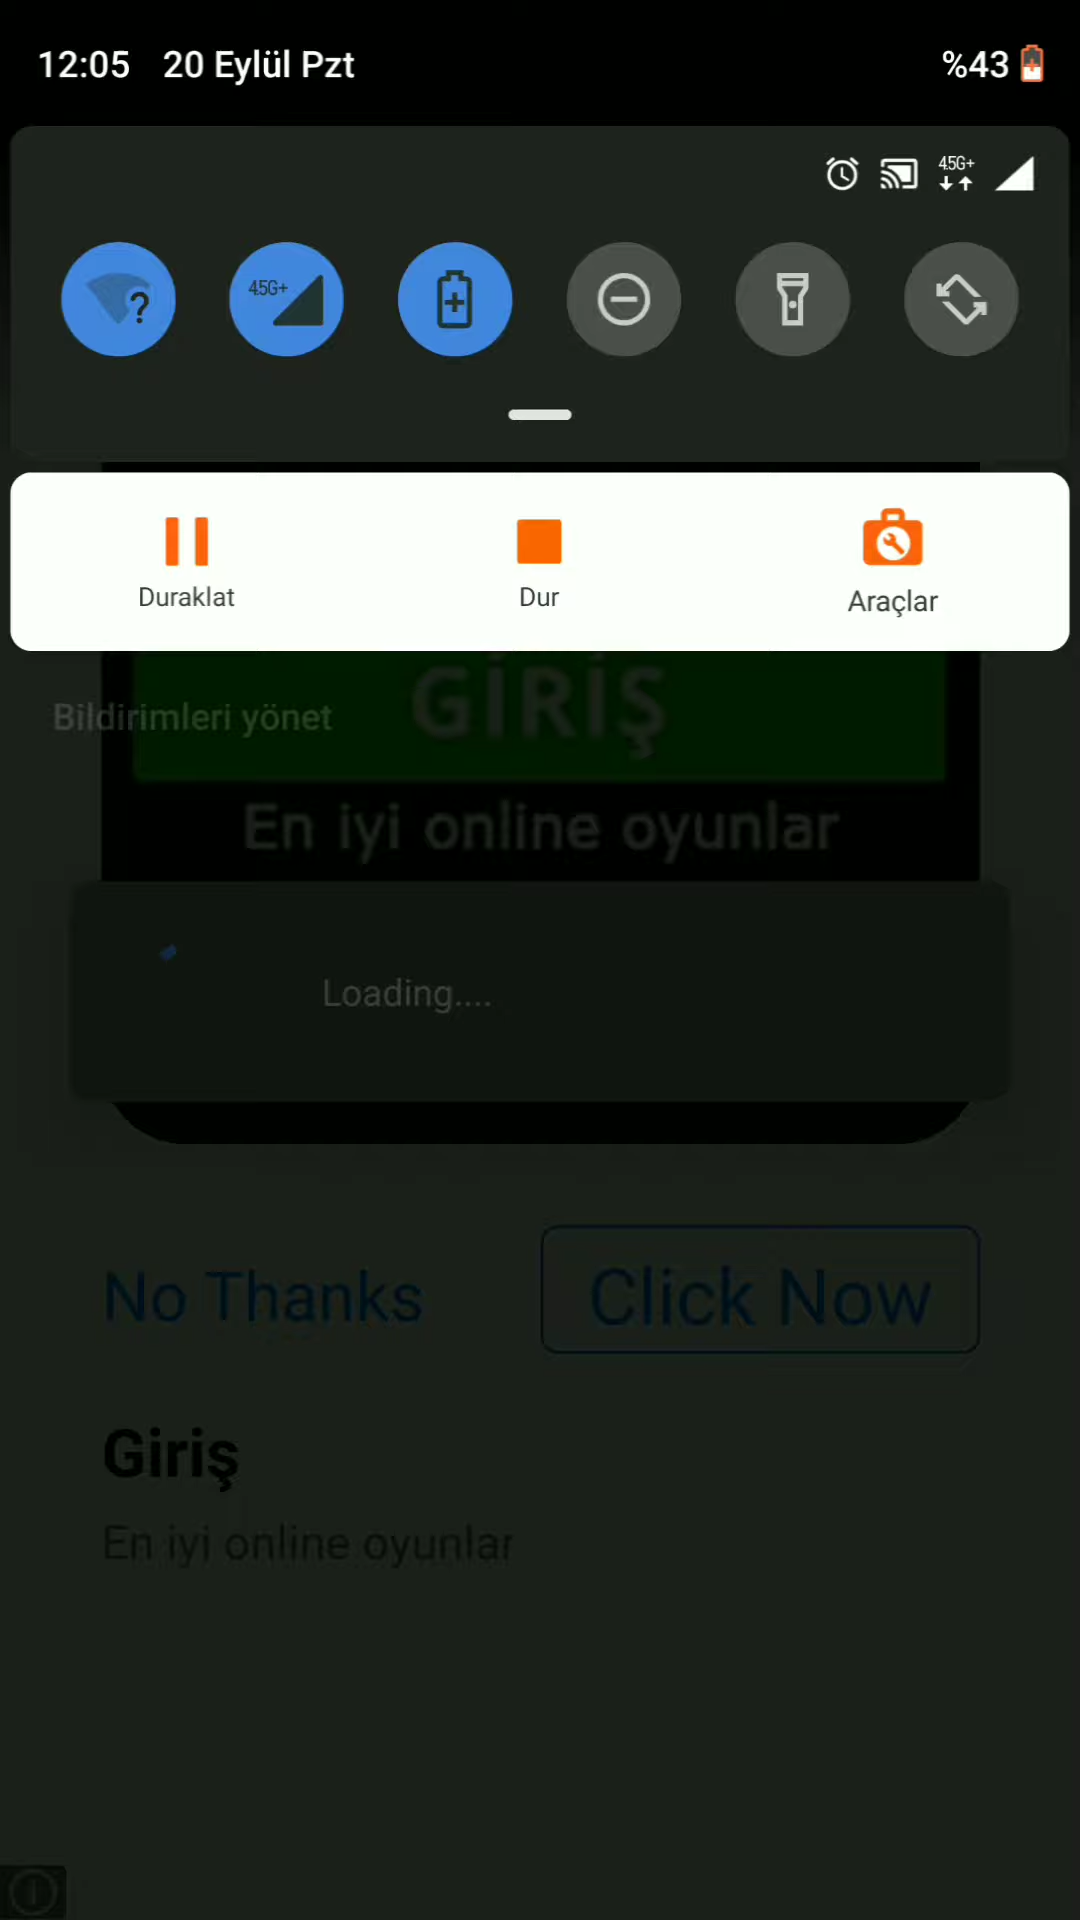 12:05 20 Eylül Pzt %43
45G+
45G+
Duraklat Dur Araçlar
GİRİŞ
Bildirimleri yönet
En iyi online oyunlar
Loading....
No Thanks Click Now
Giriş
En iyi online oyunlar